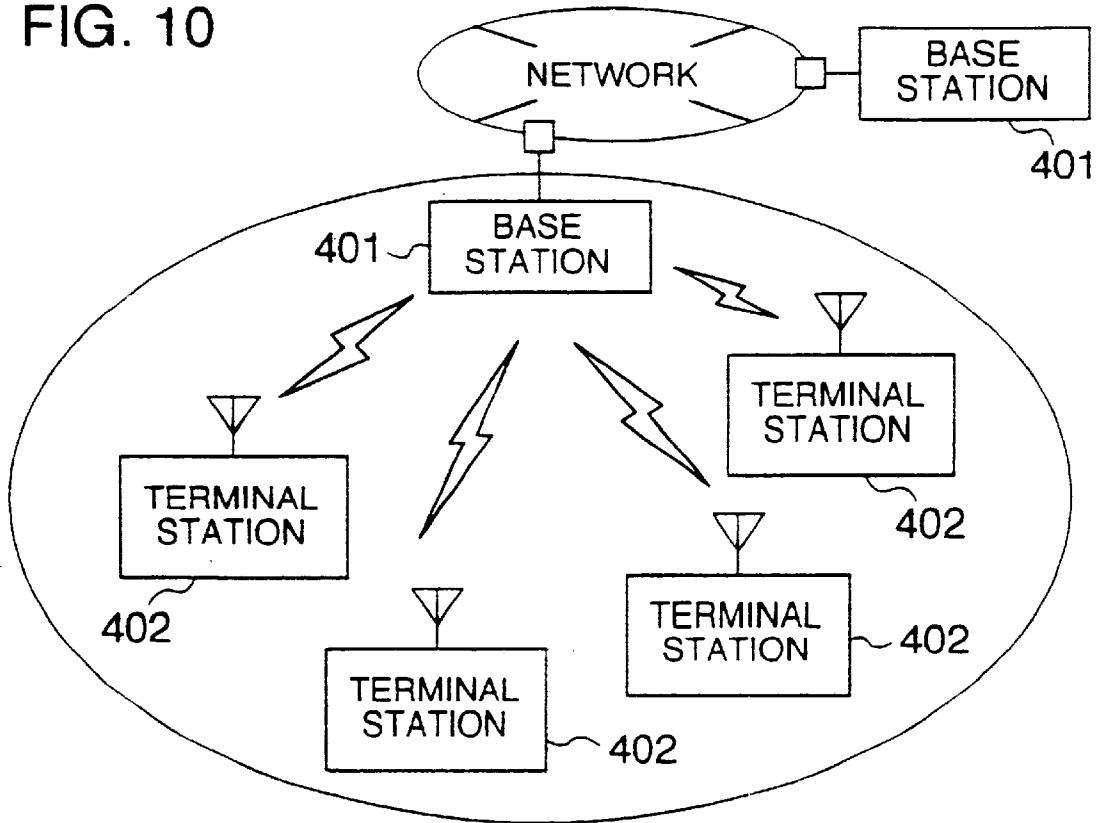 FIG. 10
NETWORK
BASE
STATION
401
BASE
STATION
401
TERMINAL
STATION
402
TERMINAL
STATION
402
TERMINAL
STATION
402
TERMINAL
STATION
402